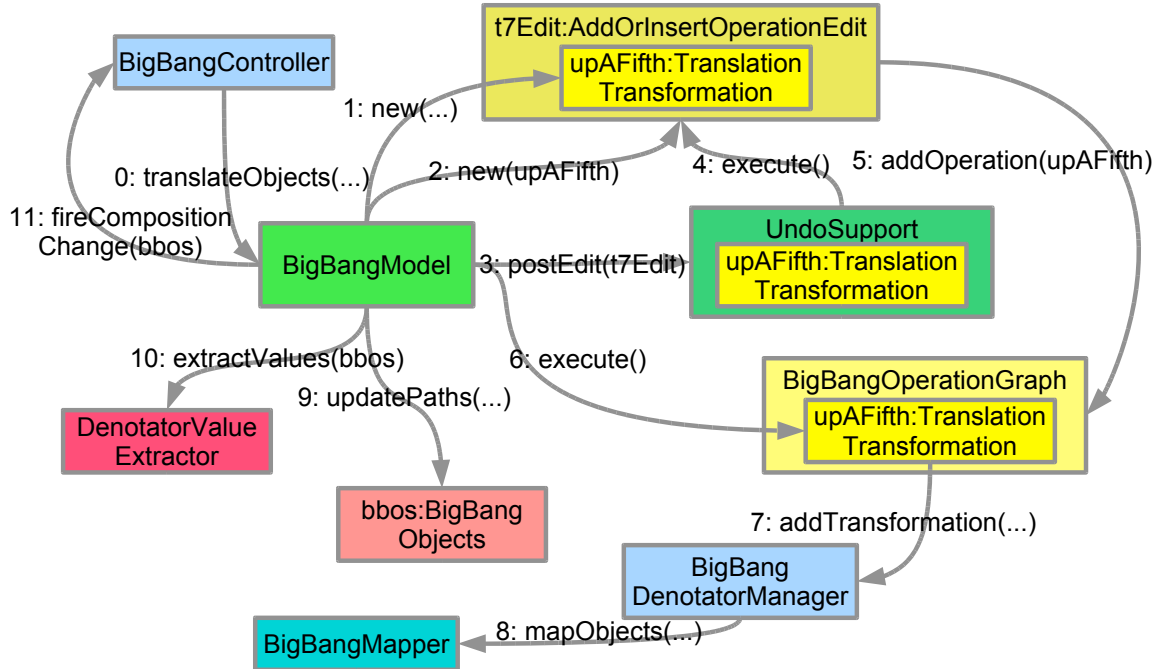 t7Edit:AddOrInsertOperationEdit
upAFifth:Translation
Transformation
BigBangController
1: new(...)
0: translateObjects(...)
2: new(upAFifth)
4: execute()
5: addOperation(upAFifth)
11: fireComposition
Change(bbos)
BigBangModel
3: postEdit(t7Edit)
UndoSupport
upAFifth:Translation
Transformation
10: extractValues(bbos)
6: execute()
9: updatePaths(...)
BigBangOperationGraph
upAFifth:Translation
Transformation
DenotatorValue
Extractor
bbos:BigBang
Objects
7: addTransformation(...)
BigBang
DenotatorManager
8: mapObjects(...)
BigBangMapper